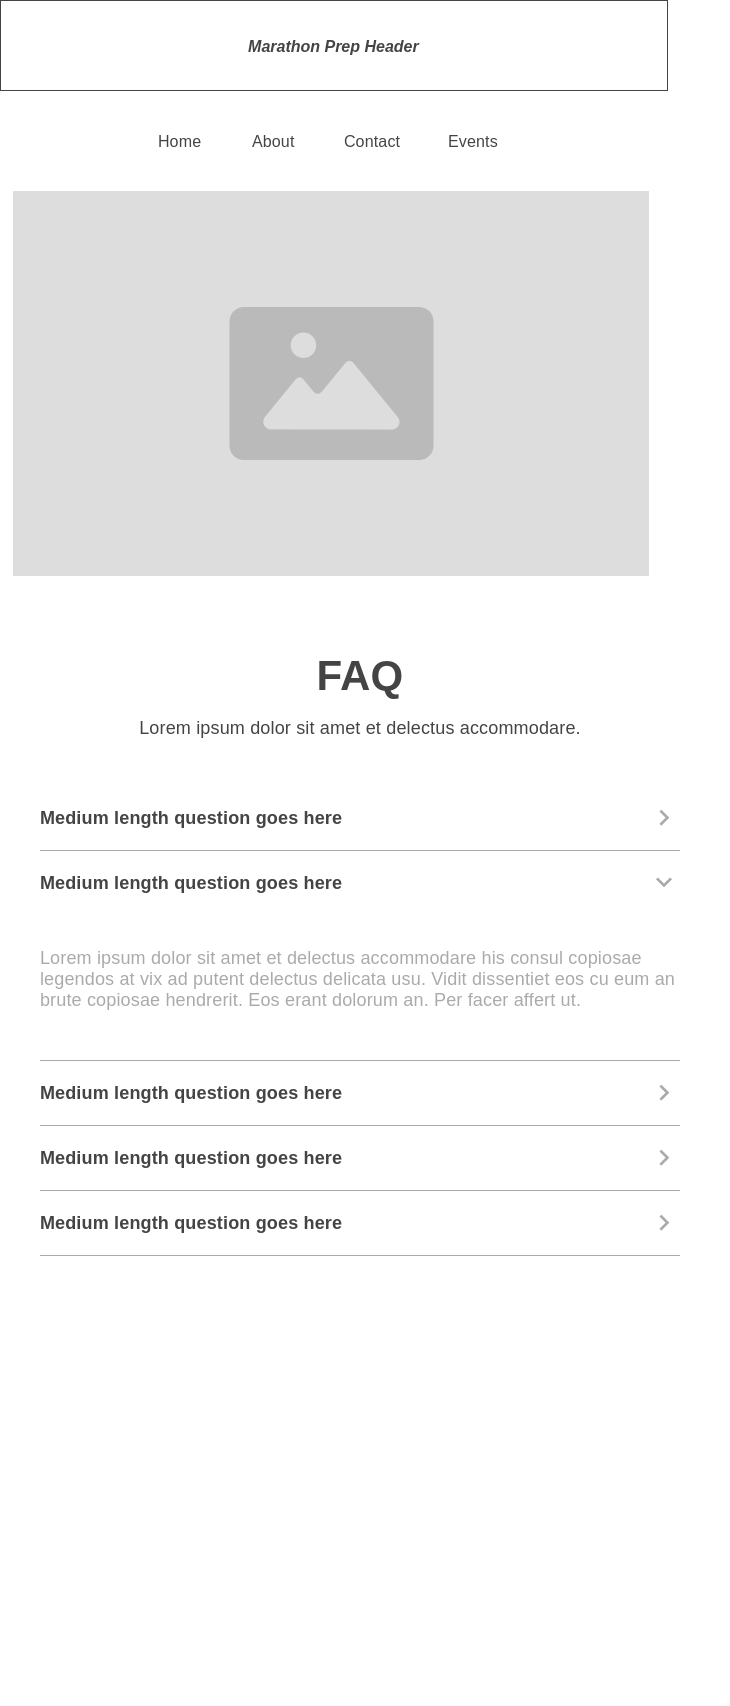 Marathon Prep Header
Home About Contact Events
FAQ
Lorem ipsum dolor sit amet et delectus accommodare.
Medium length question goes here
Medium length question goes here
Lorem ipsum dolor sit amet et delectus accommodare his consul copiosae
legendos at vix ad putent delectus delicata usu. Vidit dissentiet eos cu eum an
brute copiosae hendrerit. Eos erant dolorum an. Per facer affert ut.
Medium length question goes here
Medium length question goes here
Medium length question goes here